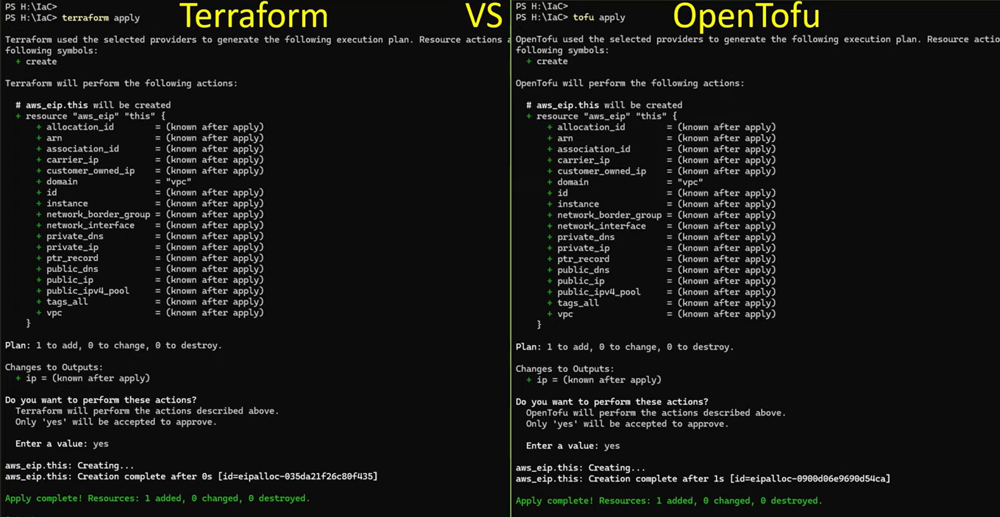 Terraform VS OpenTofu
PS H:\IaC>
PS H:\IaC> terraform apply
Terraform used the selected providers to generate the following execution plan. Resource actions
following symbols:
+ create
Terraform will perform the following actions:
# aws_eip.this will be created
+ resource "aws_eip" "this" {
+ allocation_id = (known after apply)
+ arn = (known after apply)
+ association_id = (known after apply)
+ carrier_ip = (known after apply)
+ customer_owned_ip = (known after apply)
+ domain = "vpc"
+ id = (known after apply)
+ instance = (known after apply)
+ network_border_group = (known after apply)
+ network_interface = (known after apply)
+ private_dns = (known after apply)
+ private_ip = (known after apply)
+ ptr_record = (known after apply)
+ public_dns = (known after apply)
+ public_ip = (known after apply)
+ public_ipv4_pool = (known after apply)
+ tags_all = (known after apply)
+ vpc = (known after apply)
}
Plan: 1 to add, 0 to change, 0 to destroy.
Changes to Outputs:
+ ip = (known after apply)
Do you want to perform these actions?
Terraform will perform the actions described above.
Only 'yes' will be accepted to approve.
Enter a value: yes
aws_eip.this: Creating...
aws_eip.this: Creation complete after 0s [id=eipalloc-035da21f26c80f435]
Apply complete! Resources: 1 added, 0 changed, 0 destroyed.
PS H:\IaC>
PS H:\IaC> tofu apply
OpenTofu used the selected providers to generate the following execution plan. Resource actio
following symbols:
+ create
OpenTofu will perform the following actions:
# aws_eip.this will be created
+ resource "aws_eip" "this" {
+ allocation_id = (known after apply)
+ arn = (known after apply)
+ association_id = (known after apply)
+ carrier_ip = (known after apply)
+ customer_owned_ip = (known after apply)
+ domain = "vpc"
+ id = (known after apply)
+ instance = (known after apply)
+ network_border_group = (known after apply)
+ network_interface = (known after apply)
+ private_dns = (known after apply)
+ private_ip = (known after apply)
+ ptr_record = (known after apply)
+ public_dns = (known after apply)
+ public_ip = (known after apply)
+ public_ipv4_pool = (known after apply)
+ tags_all = (known after apply)
+ vpc = (known after apply)
}
Plan: 1 to add, 0 to change, 0 to destroy.
Changes to Outputs:
+ ip = (known after apply)
Do you want to perform these actions?
OpenTofu will perform the actions described above.
Only 'yes' will be accepted to approve.
Enter a value: yes
aws_eip.this: Creating...
aws_eip.this: Creation complete after 1s [id=eipalloc-0900d06e9690d54ca]
Apply complete! Resources: 1 added, 0 changed, 0 destroyed.